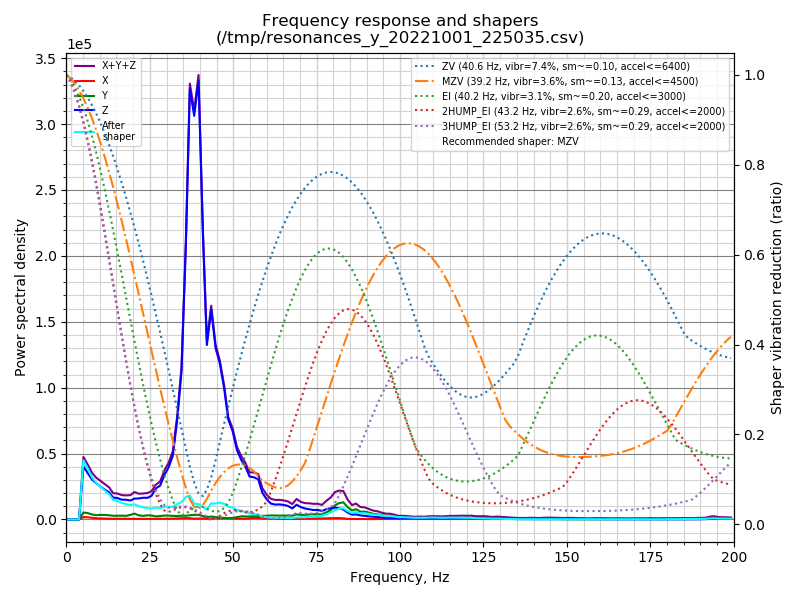 Frequency response and shapers
(/tmp/resonances_y_20221001_225035.csv)
1e5
X+Y+Z
X
Y
Z
After
shaper
ZV (40.6 Hz, vibr=7.4%, sm~=0.10, accel<=6400)
MZV (39.2 Hz, vibr=3.6%, sm~=0.13, accel<=4500)
EI (40.2 Hz, vibr=3.1%, sm~=0.20, accel<=3000)
2HUMP_EI (43.2 Hz, vibr=2.6%, sm~=0.29, accel<=2000)
3HUMP_EI (53.2 Hz, vibr=2.6%, sm~=0.29, accel<=2000)
Recommended shaper: MZV
3.5
3.0
2.5
2.0
1.5
1.0
0.5
0.0
Power spectral density
1.0
0.8
0.6
0.4
0.2
0.0
Shaper vibration reduction (ratio)
0 25 50 75 100 125 150 175 200
Frequency, Hz